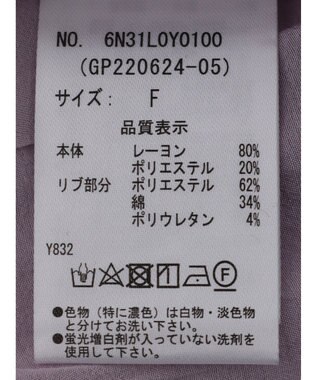 NO. 6N31L0Y0100
(GP220624-05)
サイズ: F
品質表示
本体 レーヨン 80%
ポリエステル 20%
リブ部分 ポリエステル 62%
綿 34%
ポリウレタン 4%
Y832
F
●色物（特に濃色）は白物・淡色物
と分けてお洗い下さい。
●蛍光増白剤が入っていない洗剤を
使用して下さい。